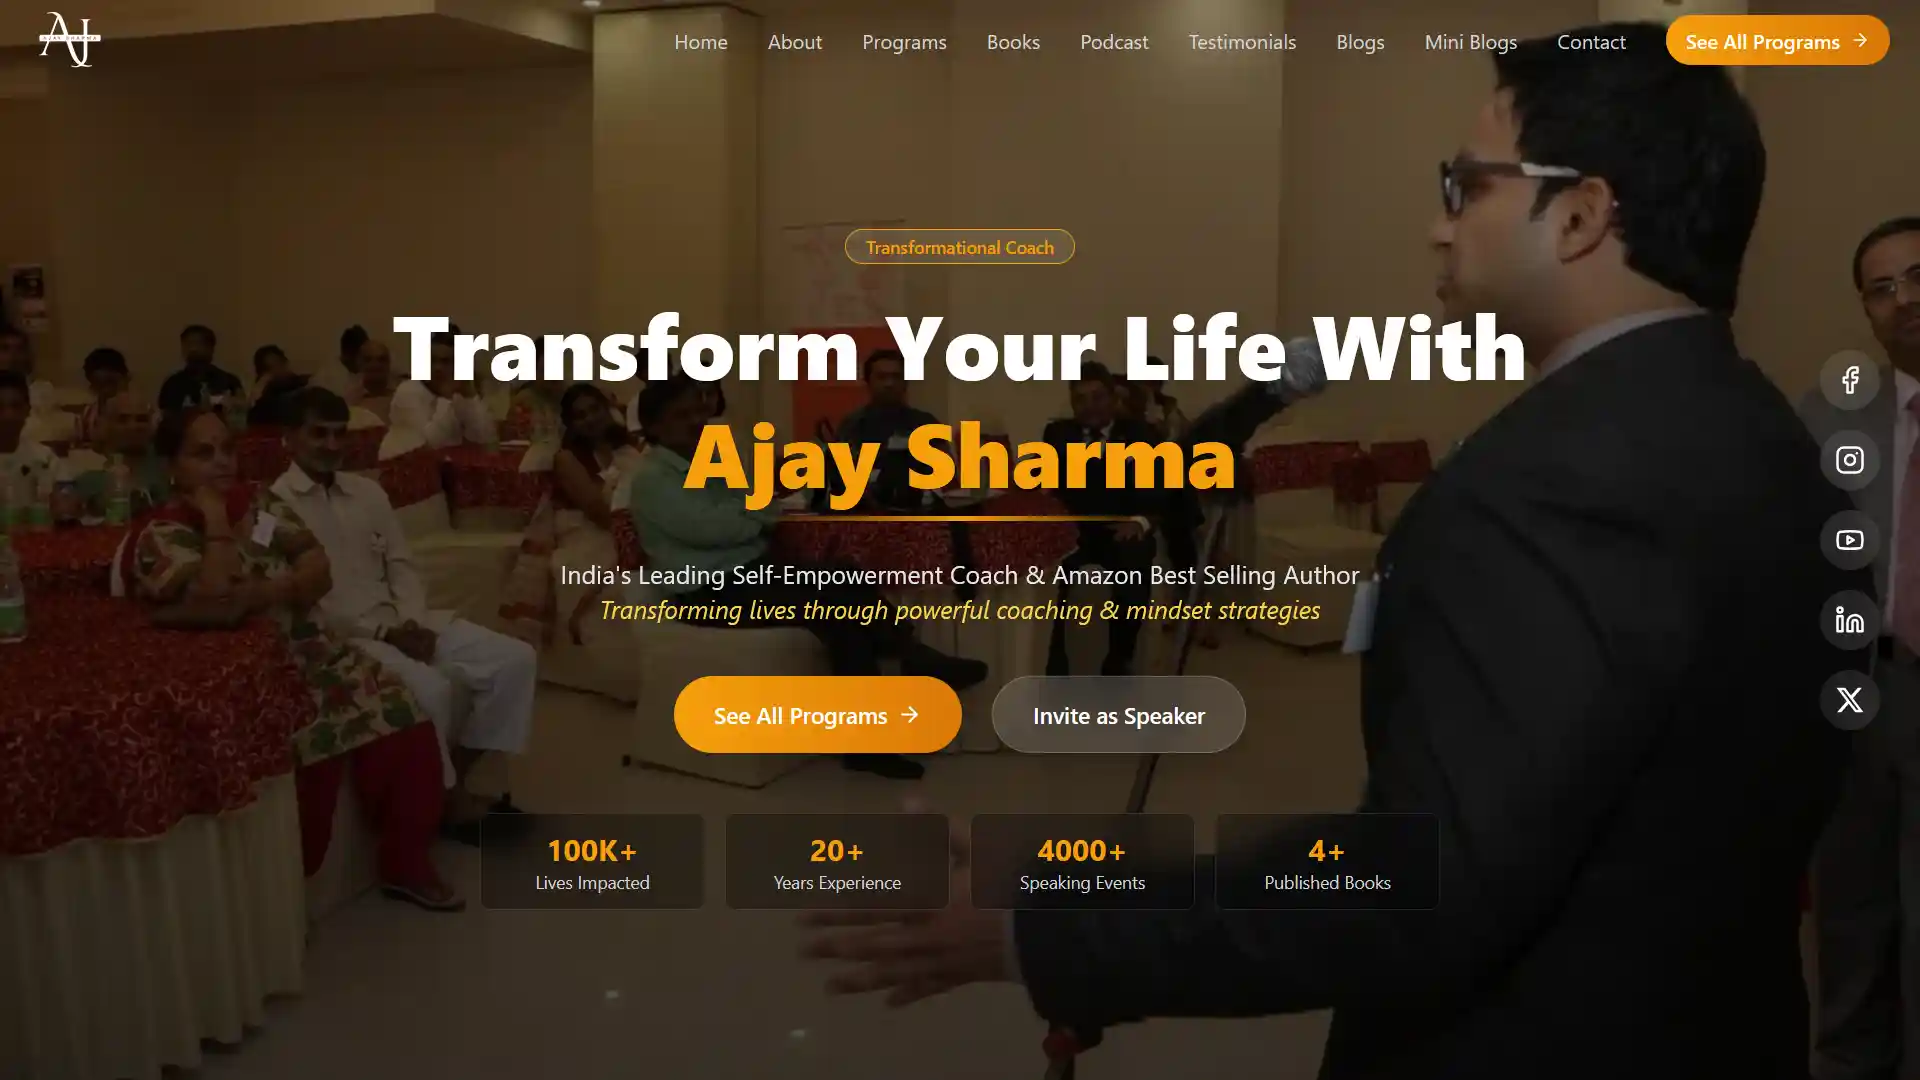 AJ
AJAY SHARMA
Home
About
Programs
Books
Podcast
Testimonials
Blogs
Mini Blogs
Contact
See All Programs →
Transformational Coach
Transform Your Life With
Ajay Sharma
India's Leading Self-Empowerment Coach & Amazon Best Selling Author
Transforming lives through powerful coaching & mindset strategies
See All Programs →
Invite as Speaker
100K+
Lives Impacted
20+
Years Experience
4000+
Speaking Events
4+
Published Books